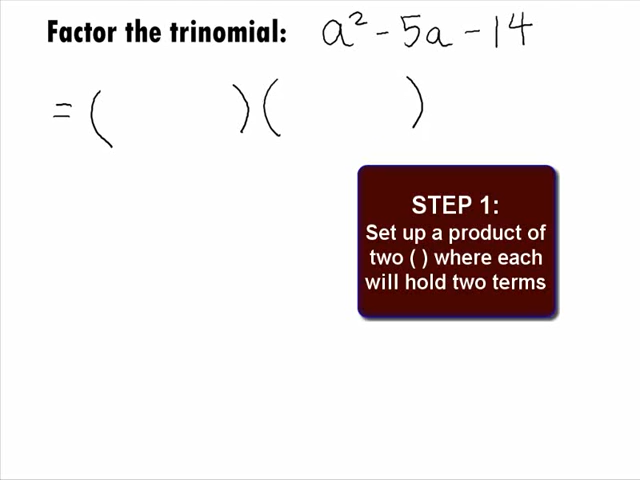 Factor the trinomial: a² - 5a - 14
= ( ) ( )
STEP 1:
Set up a product of
two ( ) where each
will hold two terms